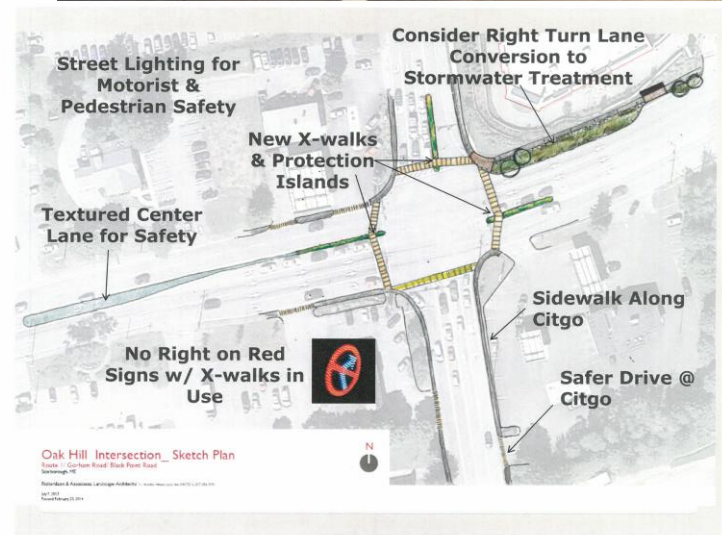 Street Lighting for
Motorist &
Pedestrian Safety
Consider Right Turn Lane
Conversion to
Stormwater Treatment
New X-walks
& Protection
Islands
Textured Center
Lane for Safety
Sidewalk Along
Citgo
No Right on Red
Signs w/ X-walks in
Use
Safer Drive @
Citgo
Oak Hill Intersection_ Sketch Plan
Gorham Road/ Black Point Road
Scarborough, ME
Landscape Architects
N